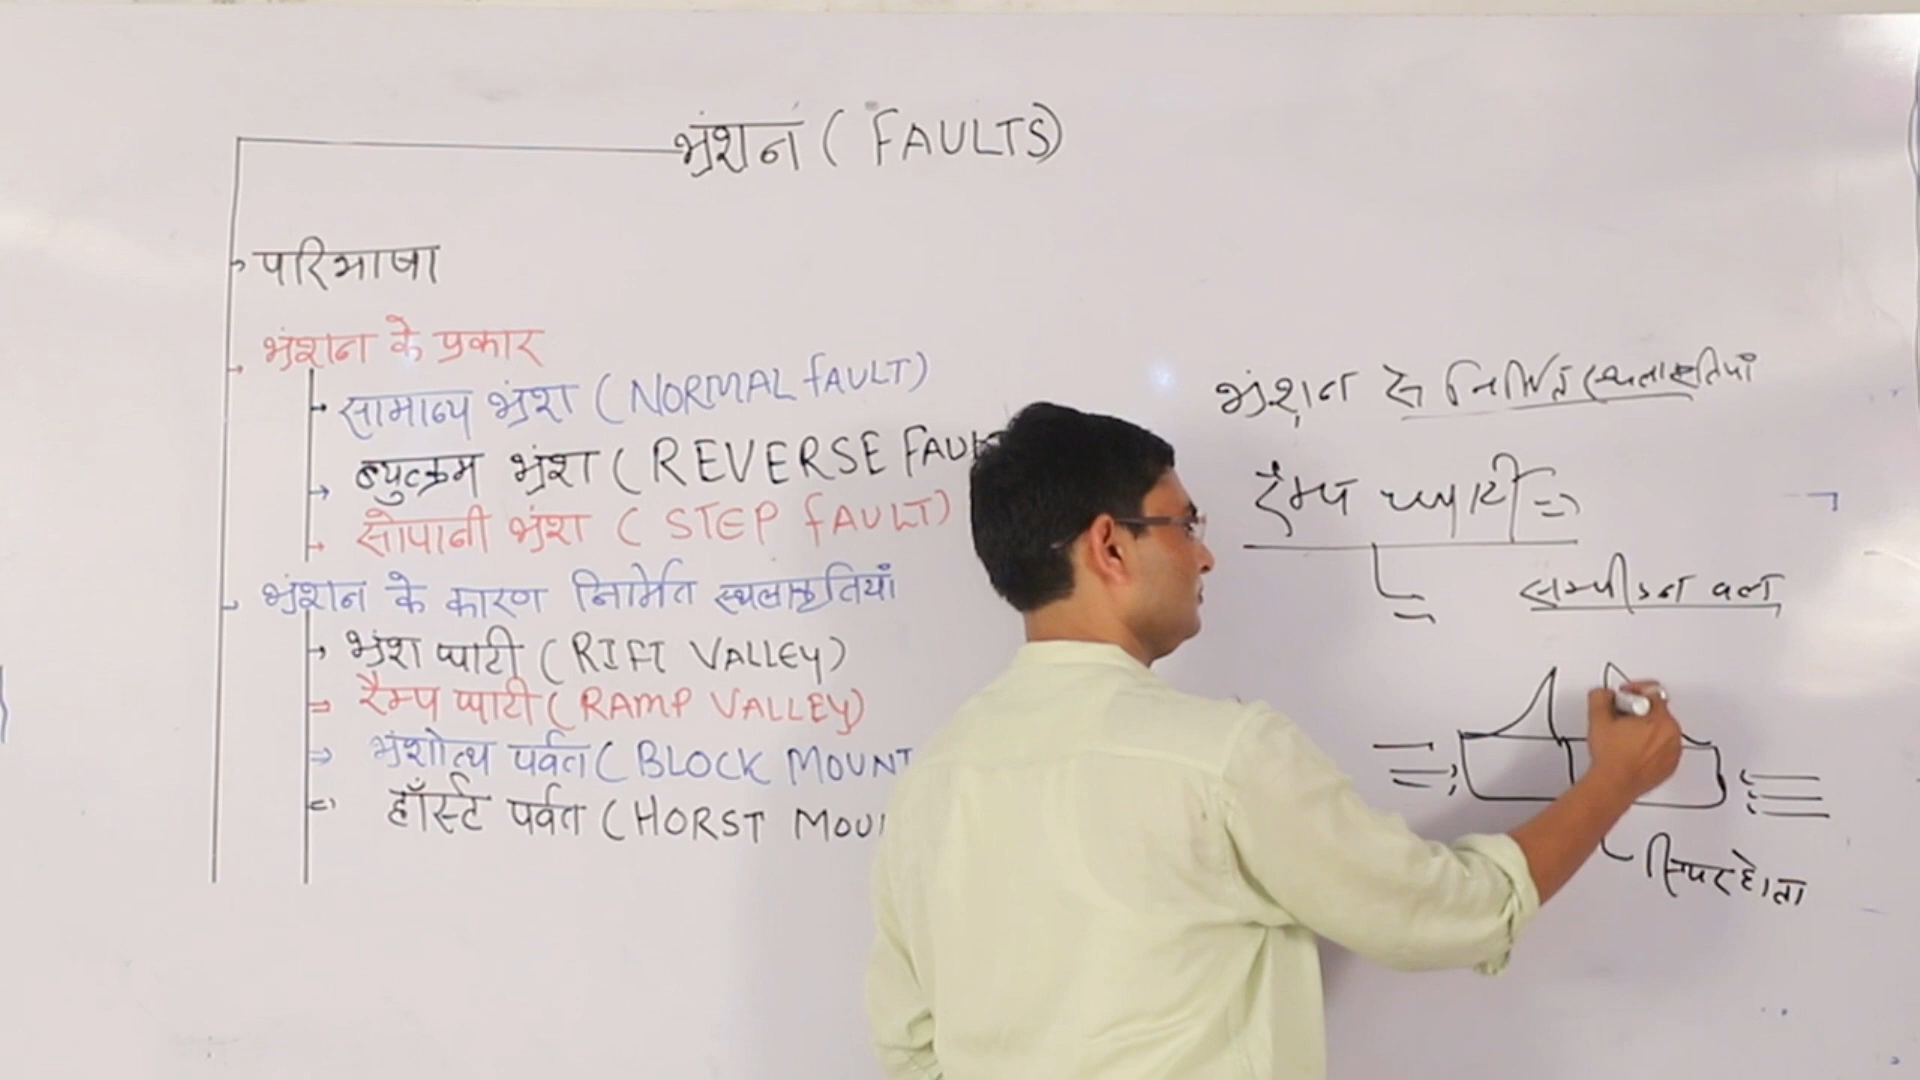 भ्रंशन ( FAULTS)
परिभाषा
भ्रंशन के प्रकार
सामान्य भ्रंश ( NORMAL FAULT)
व्युत्क्रम भ्रंश ( REVERSE FAU
सोपानी भ्रंश ( STEP FAULT)
भ्रंशन के कारण निर्मित स्थलाकृतियां
भ्रंश घाटी ( RIFT VALLEY)
रैम्प घाटी ( RAMP VALLEY)
भ्रंशोत्थ पर्वत ( BLOCK MOUNT
हॉर्स्ट पर्वत ( HORST MOU
भ्रंशन से निर्मित स्थलाकृतियाँ
रैम्प घाटी
सम्पीडन बल
स्थिर होता